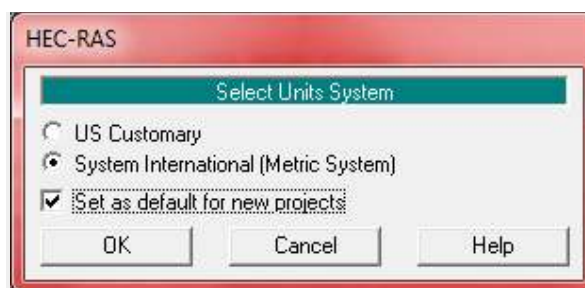 HEC-RAS
Select Units System
US Customary
System International (Metric System)
Set as default for new projects
OK Cancel Help